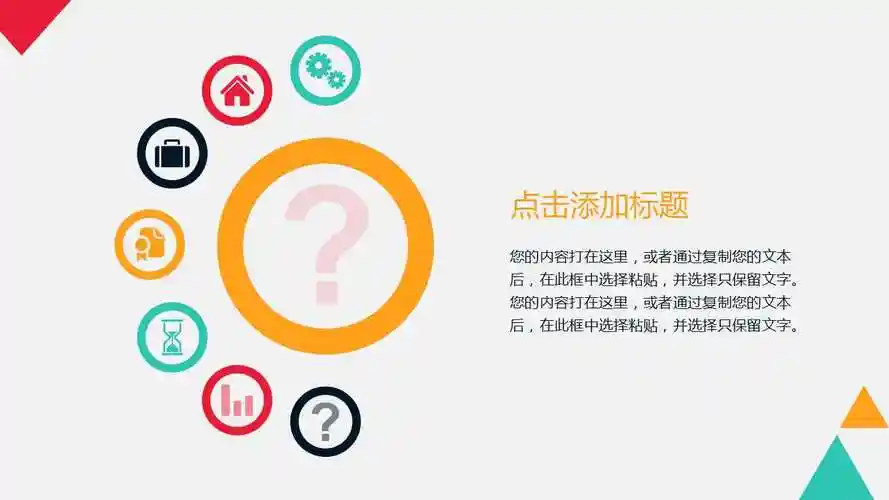 点击添加标题
您的内容打在这里，或者通过复制您的文本
后，在此框中选择粘贴，并选择只保留文字。
您的内容打在这里，或者通过复制您的文本
后，在此框中选择粘贴，并选择只保留文字。
?
?